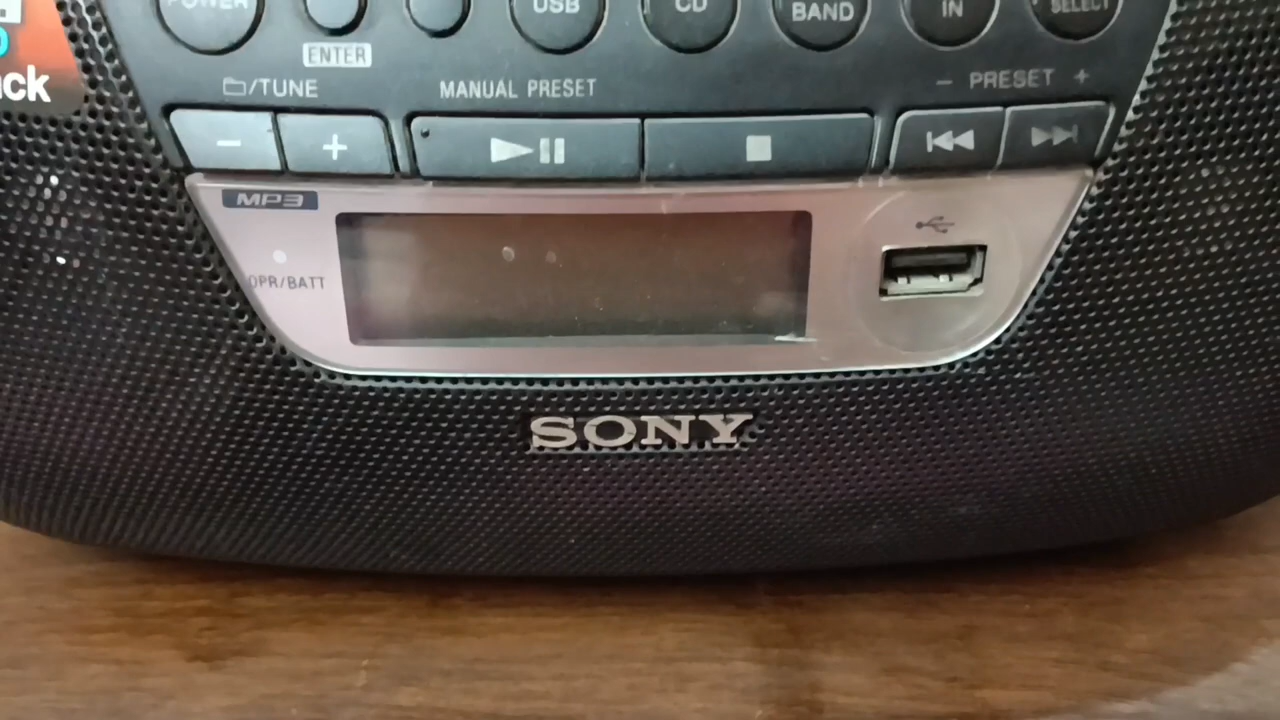 POWER
USB
CD
BAND
IN
SELECT
ENTER
/TUNE
MANUAL PRESET
− PRESET +
− +
MP3
OPR/BATT
SONY